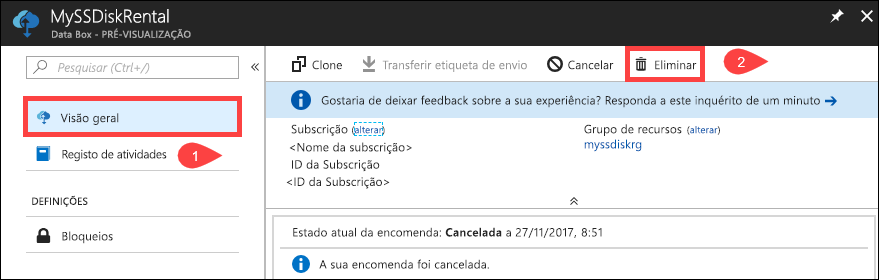 MySSDiskRental
Data Box - PRÉ-VISUALIZAÇÃO
Pesquisar (Ctrl+/)
Visão geral
1
Registo de atividades
DEFINIÇÕES
Bloqueios
Clone
Transferir etiqueta de envio
Cancelar
Eliminar
2
Gostaria de deixar feedback sobre a sua experiência? Responda a este inquérito de um minuto →
Subscrição (alterar)
<Nome da subscrição>
ID da Subscrição
<ID da Subscrição>
Grupo de recursos (alterar)
myssdiskrg
Estado atual da encomenda: Cancelada a 27/11/2017, 8:51
A sua encomenda foi cancelada.